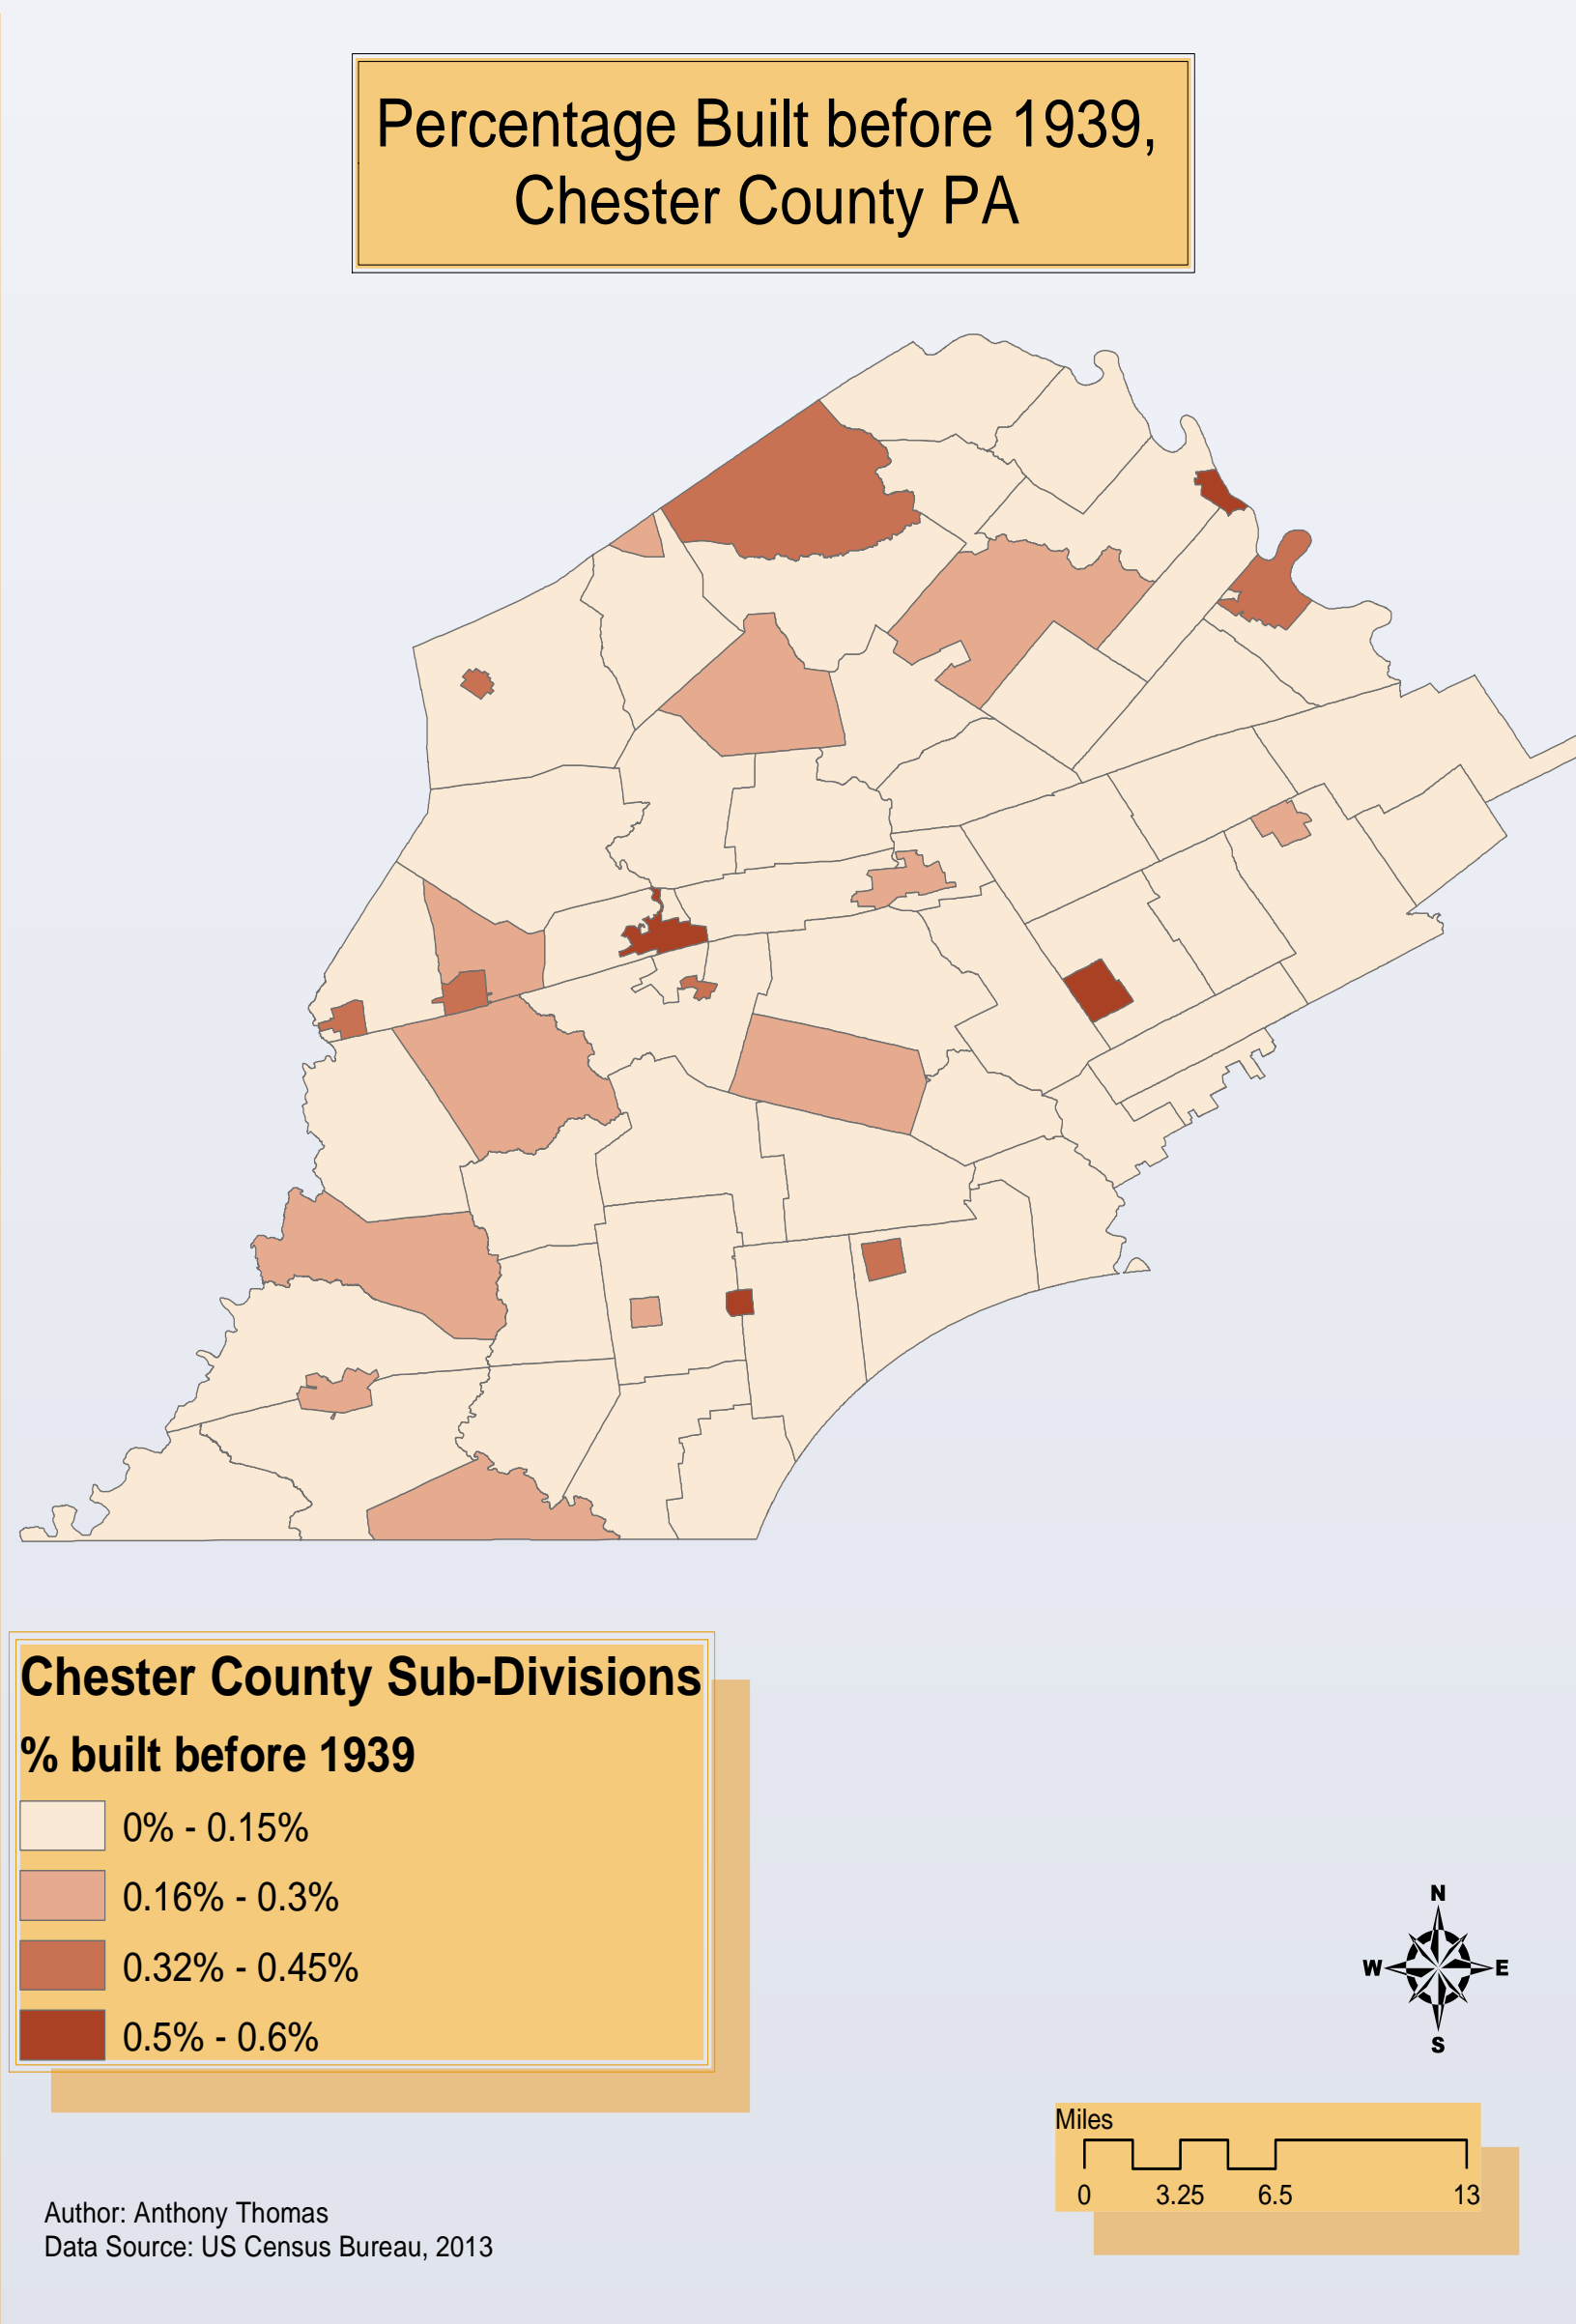 Percentage Built before 1939,
Chester County PA
Chester County Sub-Divisions
% built before 1939
0% - 0.15%
0.16% - 0.3%
0.32% - 0.45%
0.5% - 0.6%
N
W E
S
Miles
0 3.25 6.5 13
Author: Anthony Thomas
Data Source: US Census Bureau, 2013